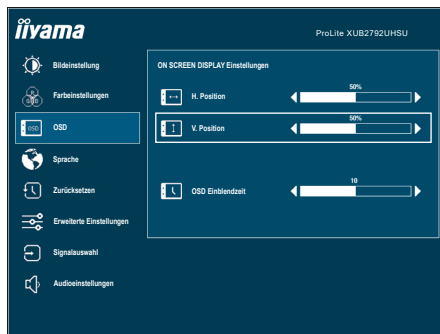 iiyama
ProLite XUB2792UHSU
Bildeinstellung
Farbeinstellungen
OSD
Sprache
Zurücksetzen
Erweiterte Einstellungen
Signalauswahl
Audioeinstellungen
ON SCREEN DISPLAY Einstellungen
H. Position
50%
V. Position
50%
OSD Einblendzeit
10
R
G B
OSD